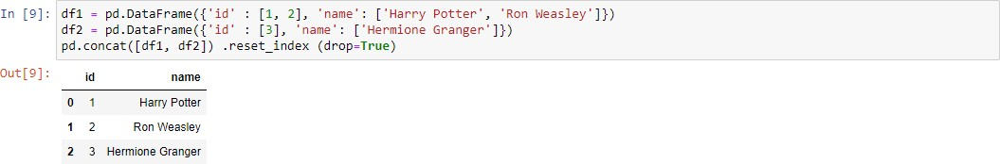 In [9]: df1 = pd.DataFrame({'id' : [1, 2], 'name': ['Harry Potter', 'Ron Weasley']})
df2 = pd.DataFrame({'id' : [3], 'name': ['Hermione Granger']})
pd.concat([df1, df2]) .reset_index (drop=True)
Out[9]:
id name
0 1 Harry Potter
1 2 Ron Weasley
2 3 Hermione Granger